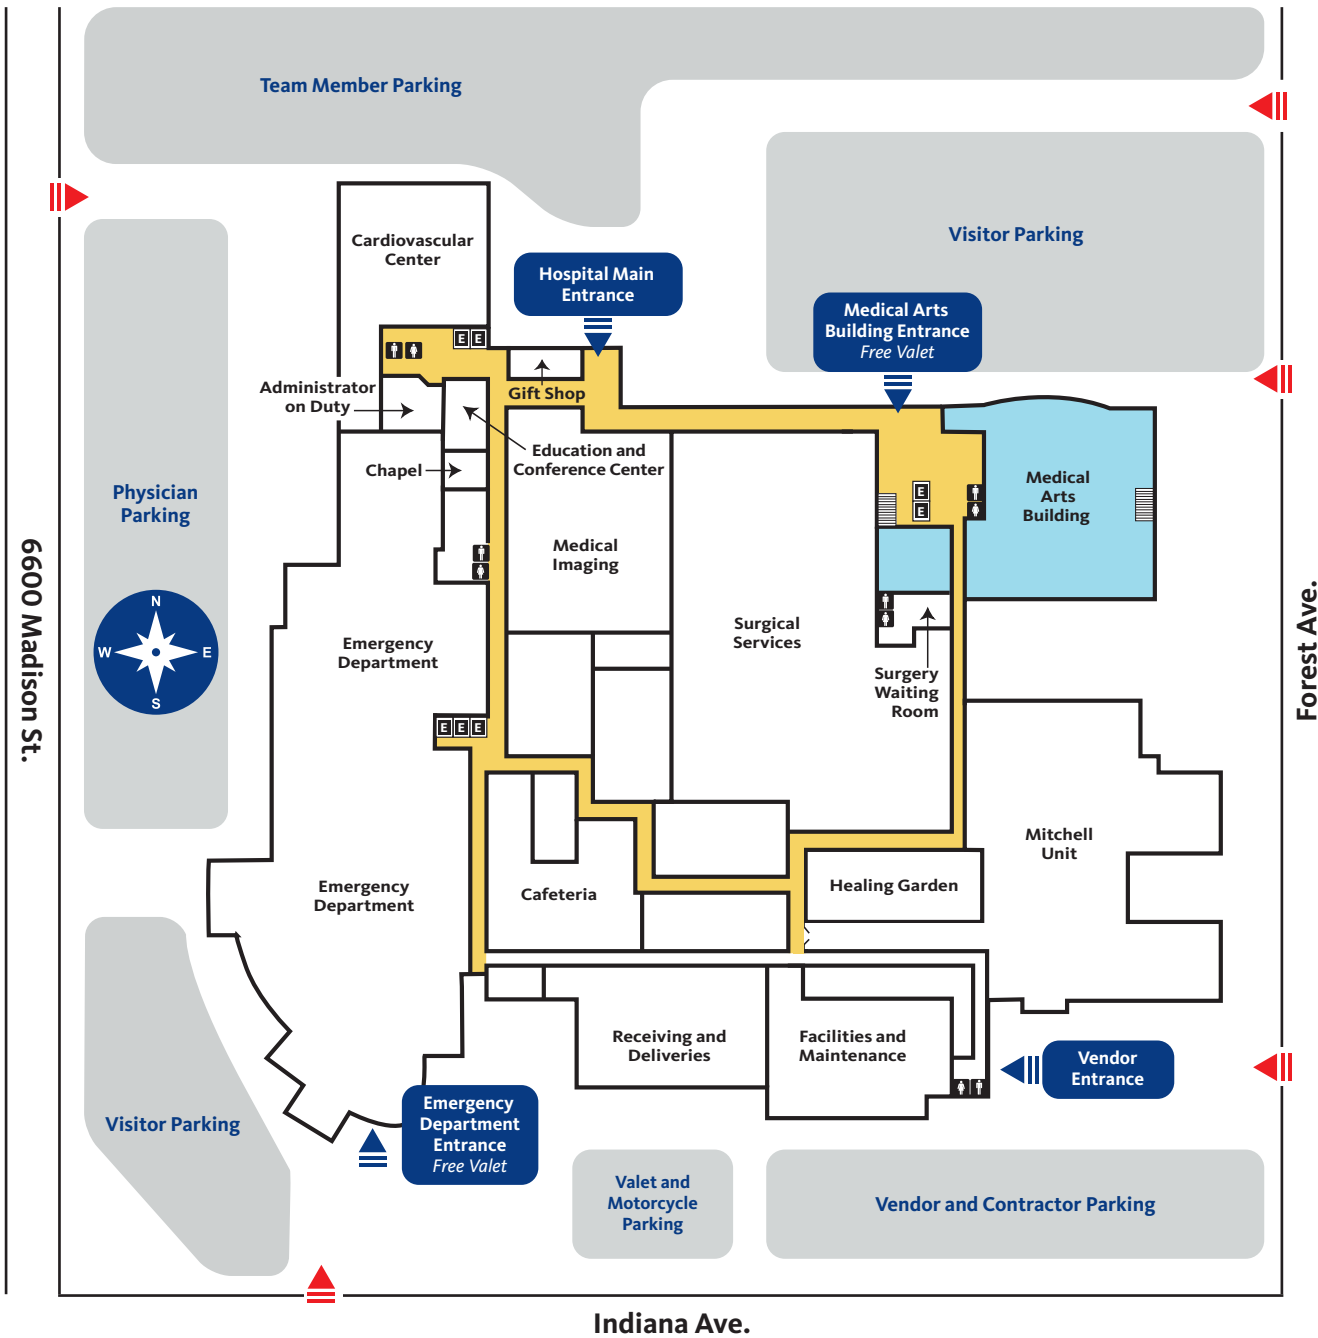 Team Member Parking
Visitor Parking
Cardiovascular
Center
Hospital Main
Entrance
Medical Arts
Building Entrance
Free Valet
E E
Gift Shop
Administrator
on Duty
Education and
Conference Center
Chapel
Physician
Parking
Medical
Arts
Building
E
E
Medical
Imaging
6600 Madison St.
Forest Ave.
N
W E
S
Emergency
Department
Surgical
Services
Surgery
Waiting
Room
E E E
Mitchell
Unit
Emergency
Department
Cafeteria
Healing Garden
Receiving and
Deliveries
Facilities and
Maintenance
Vendor
Entrance
Visitor Parking
Emergency
Department
Entrance
Free Valet
Valet and
Motorcycle
Parking
Vendor and Contractor Parking
Indiana Ave.